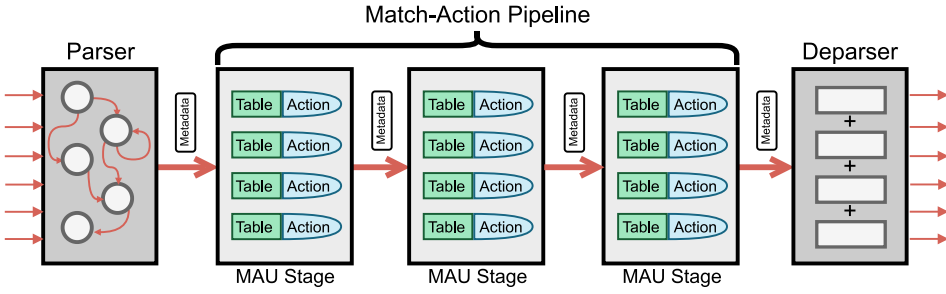 Match-Action Pipeline
Parser
Deparser
Metadata
Metadata
Metadata
Metadata
Table Action
Table Action
Table Action
Table Action
Table Action
Table Action
Table Action
Table Action
Table Action
Table Action
Table Action
Table Action
+
+
+
MAU Stage
MAU Stage
MAU Stage